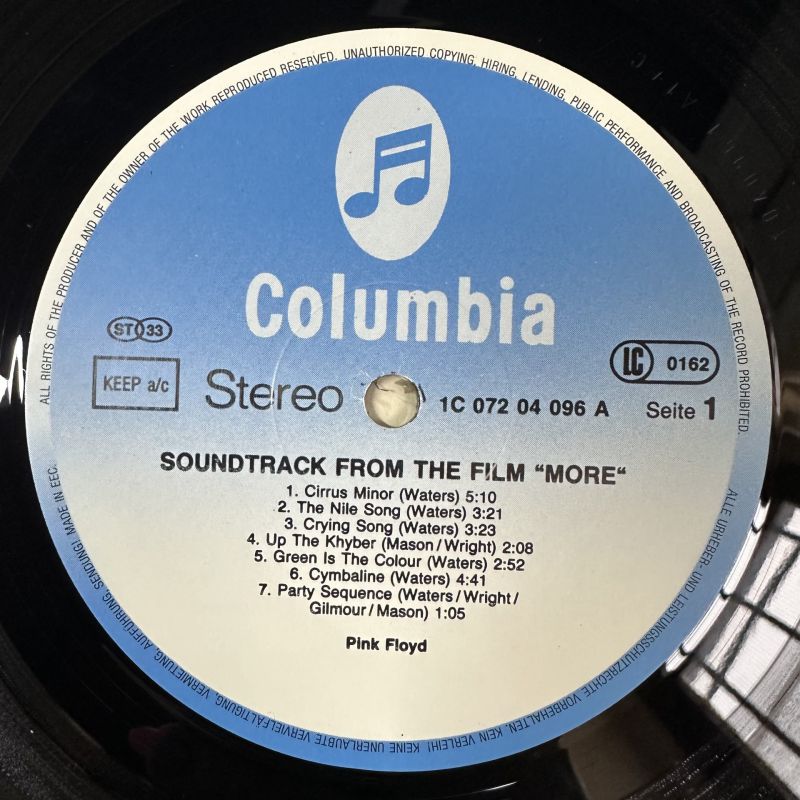 ALL RIGHTS OF THE PRODUCER AND OF THE OWNER OF THE WORK REPRODUCED RESERVED. UNAUTHORIZED COPYING, HIRING, LENDING, PUBLIC PERFORMANCE AND BROADCASTING OF THE RECORD PROHIBITED.
Columbia
ST 33
LC 0162
KEEP a/c
Stereo
1C 072 04 096 A
Seite 1
SOUNDTRACK FROM THE FILM "MORE"
1. Cirrus Minor (Waters) 5:10
2. The Nile Song (Waters) 3:21
3. Crying Song (Waters) 3:23
4. Up The Khyber (Mason/Wright) 2:08
5. Green Is The Colour (Waters) 2:52
6. Cymbaline (Waters) 4:41
7. Party Sequence (Waters/Wright/
Gilmour/Mason) 1:05
Pink Floyd
ALLE URHEBER- UND LEISTUNGSSCHUTZRECHTE VORBEHALTEN. KEIN VERLEIH! KEINE UNERLAUBTE VERVIELFÄLTIGUNG, VERMIETUNG, AUFFÜHRUNG, SENDUNG! MADE IN EEC.